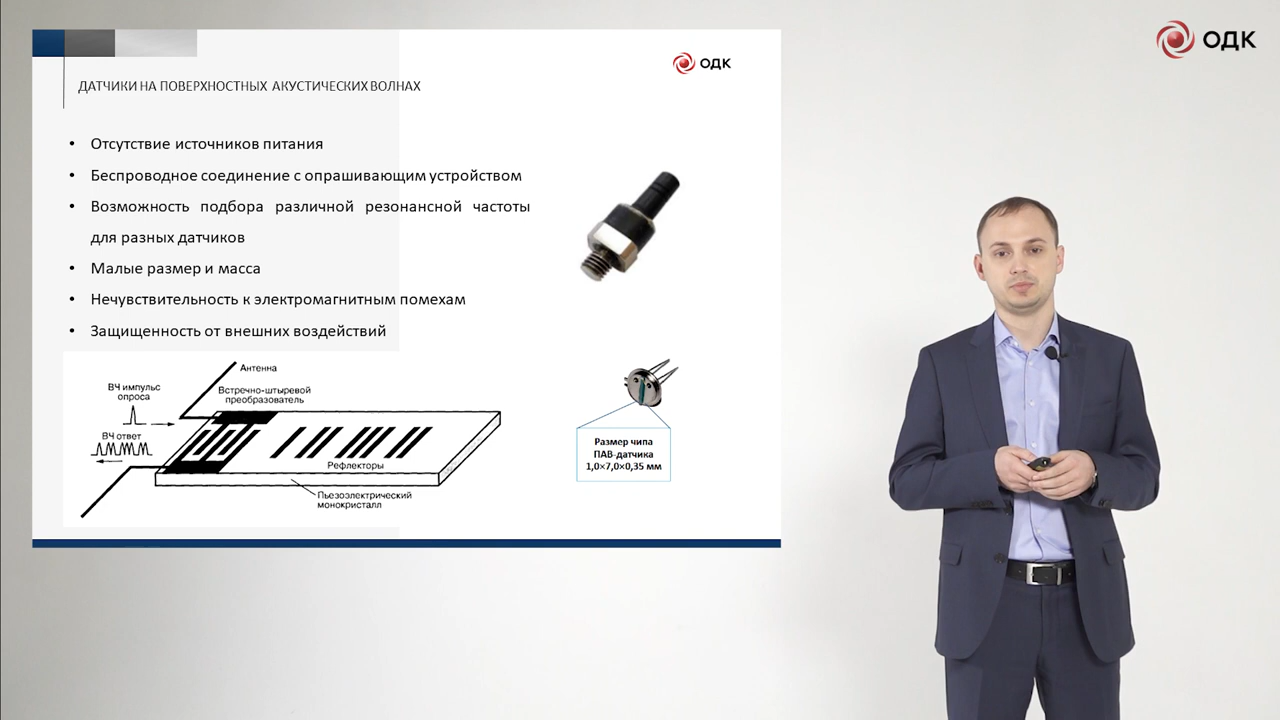 ОДК
ДАТЧИКИ НА ПОВЕРХНОСТНЫХ АКУСТИЧЕСКИХ ВОЛНАХ
ОДК
• Отсутствие источников питания
• Беспроводное соединение с опрашивающим устройством
• Возможность подбора различной резонансной частоты
для разных датчиков
• Малые размер и масса
• Нечувствительность к электромагнитным помехам
• Защищенность от внешних воздействий
Антенна
ВЧ импульс
опроса
Встречно-штыревой
преобразователь
ВЧ ответ
Рефлекторы
Пьезоэлектрический
монокристалл
Размер чипа
ПАВ-датчика
1,0×7,0×0,35 мм